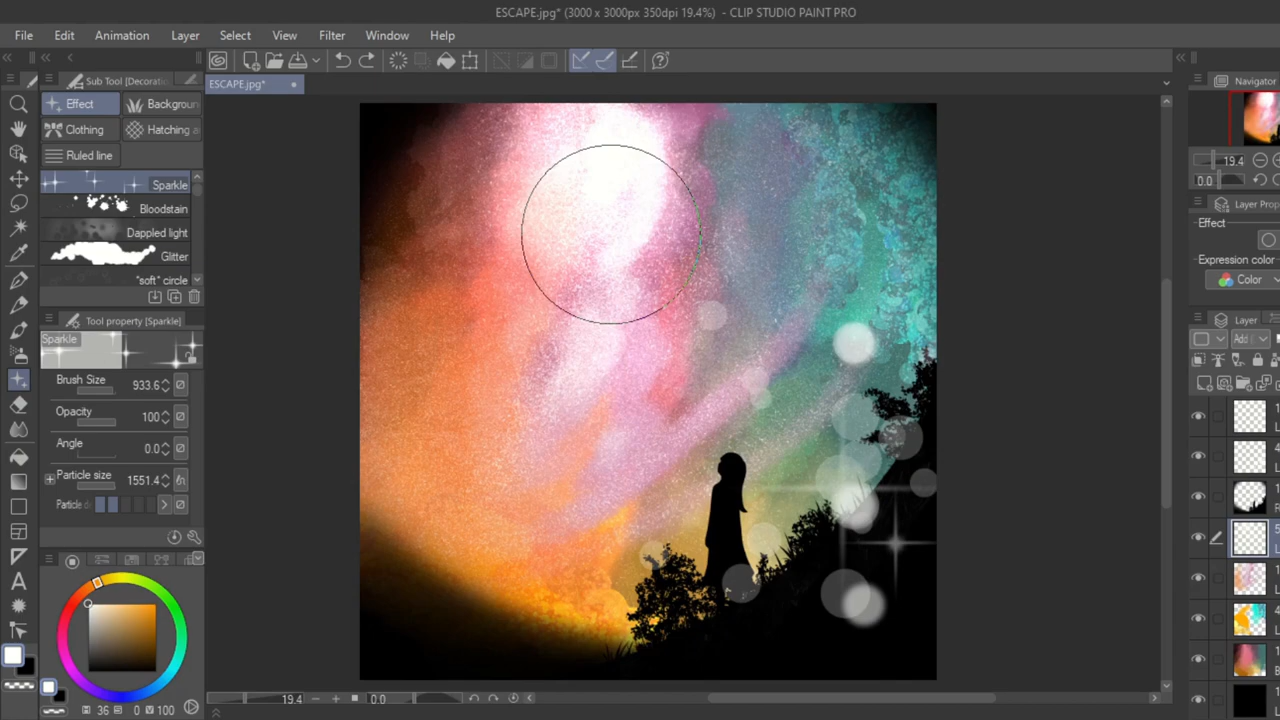 ESCAPE.jpg* (3000 x 3000px 350dpi 19.4%) - CLIP STUDIO PAINT PRO
File Edit Animation Layer Select View Filter Window Help
Sub Tool [Decorati
ESCAPE.jpg*
Navigator
Effect
Backgroun
Clothing
Hatching a
Ruled line
Sparkle
Bloodstain
Dappled light
Glitter
"soft" circle
Tool property [Sparkle]
Sparkle
Brush Size 933.6
Opacity 100
Angle 0.0
Particle size 1551.4
Particle d
36 0 100
19.4 0.0
19.4
0.0
Layer Prop
Effect
Expression color
Color
Layer
Add (